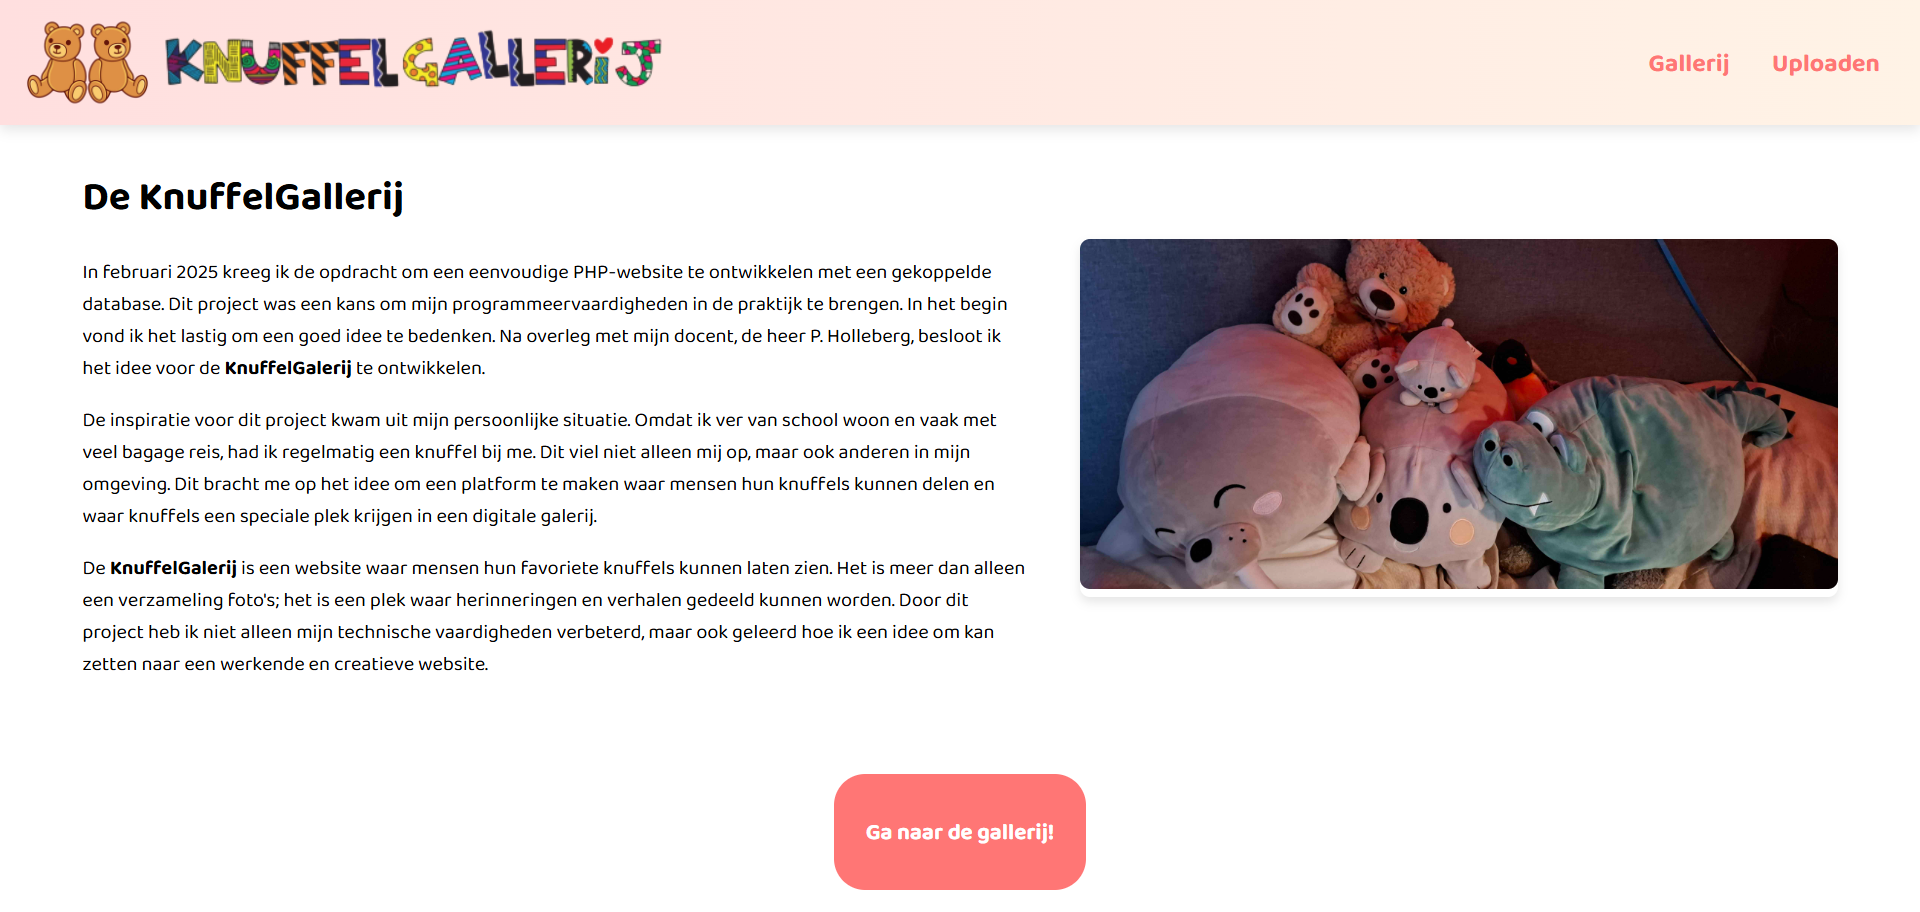 KNUFFELGALLERIJ
Gallerij
Uploaden
De KnuffelGallerij
In februari 2025 kreeg ik de opdracht om een eenvoudige PHP-website te ontwikkelen met een gekoppelde
database. Dit project was een kans om mijn programmeervaardigheden in de praktijk te brengen. In het begin
vond ik het lastig om een goed idee te bedenken. Na overleg met mijn docent, de heer P. Holleberg, besloot ik
het idee voor de KnuffelGalerij te ontwikkelen.
De inspiratie voor dit project kwam uit mijn persoonlijke situatie. Omdat ik ver van school woon en vaak met
veel bagage reis, had ik regelmatig een knuffel bij me. Dit viel niet alleen mij op, maar ook anderen in mijn
omgeving. Dit bracht me op het idee om een platform te maken waar mensen hun knuffels kunnen delen en
waar knuffels een speciale plek krijgen in een digitale galerij.
De KnuffelGalerij is een website waar mensen hun favoriete knuffels kunnen laten zien. Het is meer dan alleen
een verzameling foto's; het is een plek waar herinneringen en verhalen gedeeld kunnen worden. Door dit
project heb ik niet alleen mijn technische vaardigheden verbeterd, maar ook geleerd hoe ik een idee om kan
zetten naar een werkende en creatieve website.
Ga naar de gallerij!